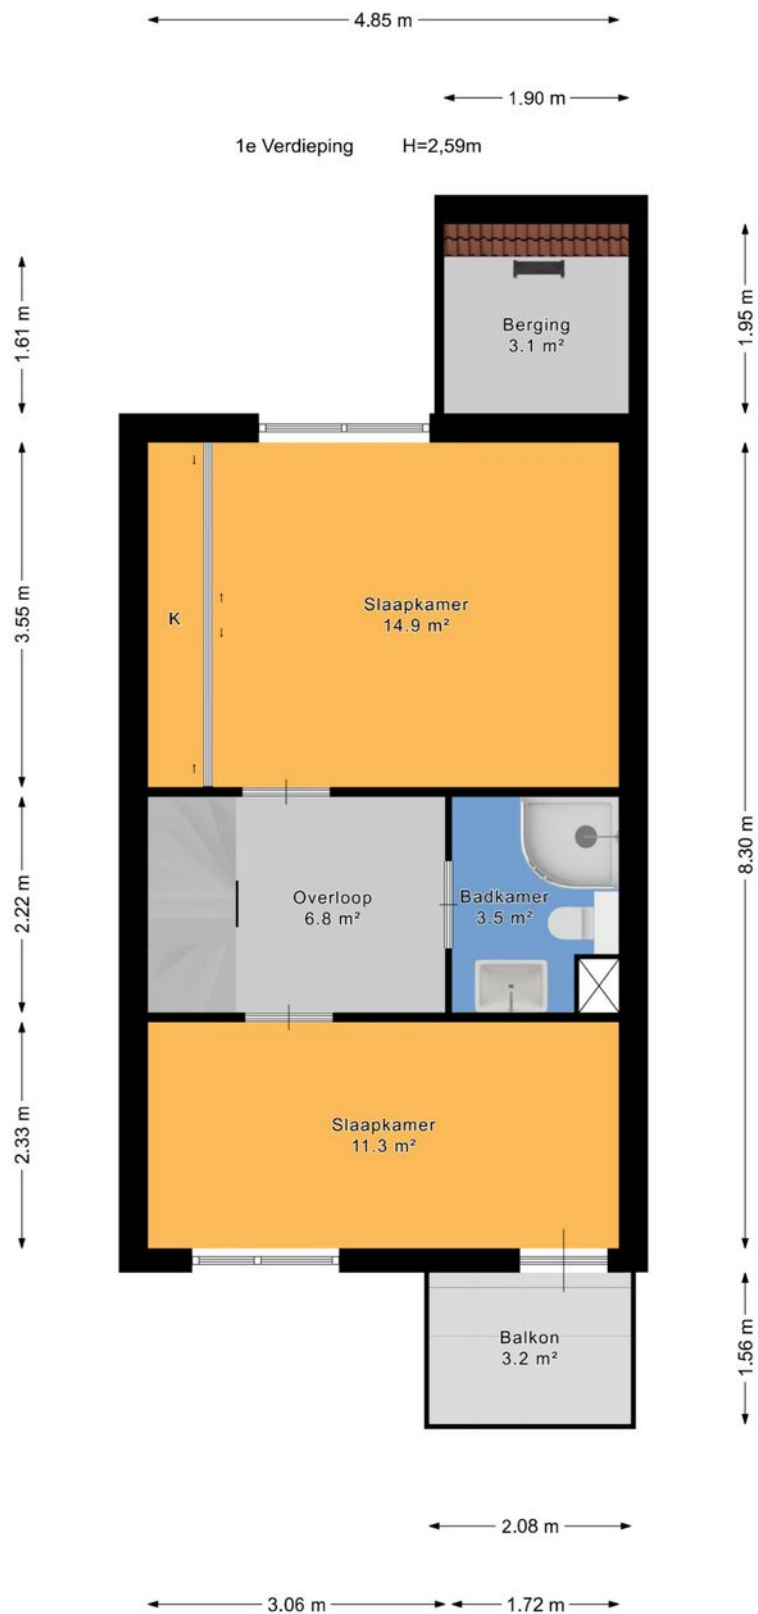 4.85 m
1.90 m
1e Verdieping H=2,59m
1.61 m
1.95 m
Berging
3.1 m²
3.55 m
K
Slaapkamer
14.9 m²
8.30 m
2.22 m
Overloop
6.8 m²
Badkamer
3.5 m²
2.33 m
Slaapkamer
11.3 m²
Balkon
3.2 m²
1.56 m
2.08 m
3.06 m
1.72 m